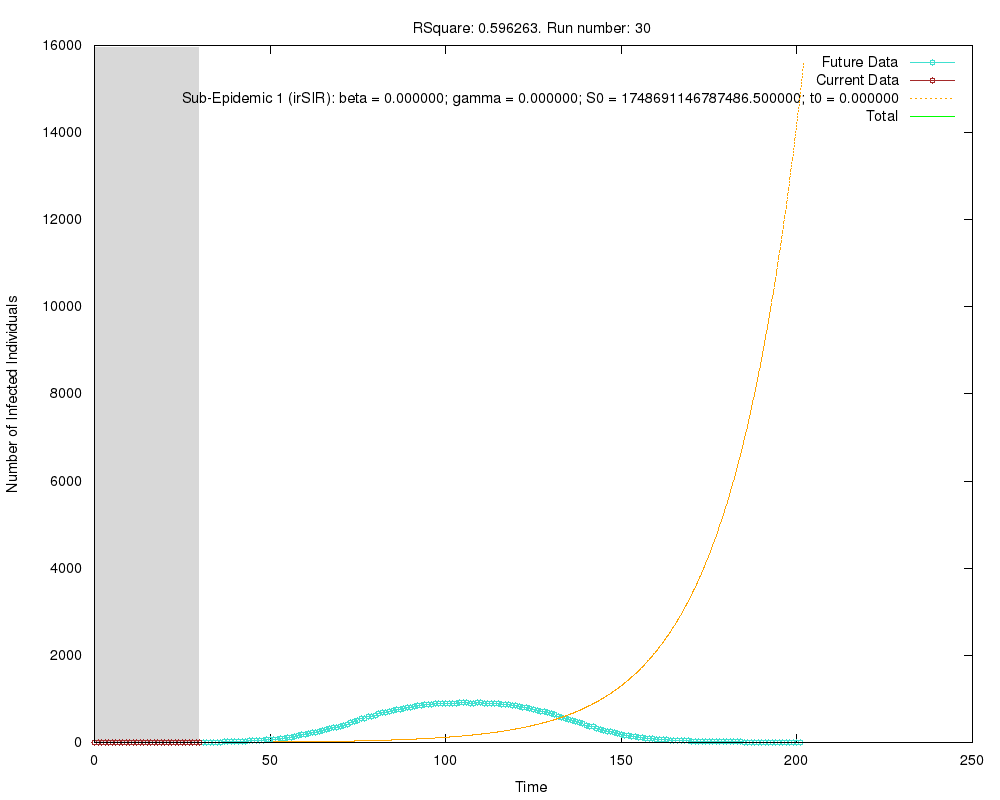 RSquare: 0.596263. Run number: 30
16000
14000
12000
10000
8000
6000
4000
2000
0
Number of Infected Individuals
Future Data
Current Data
Sub-Epidemic 1 (irSIR): beta = 0.000000; gamma = 0.000000; S0 = 1748691146787486.500000; t0 = 0.000000
Total
0 50 100 150 200 250
Time